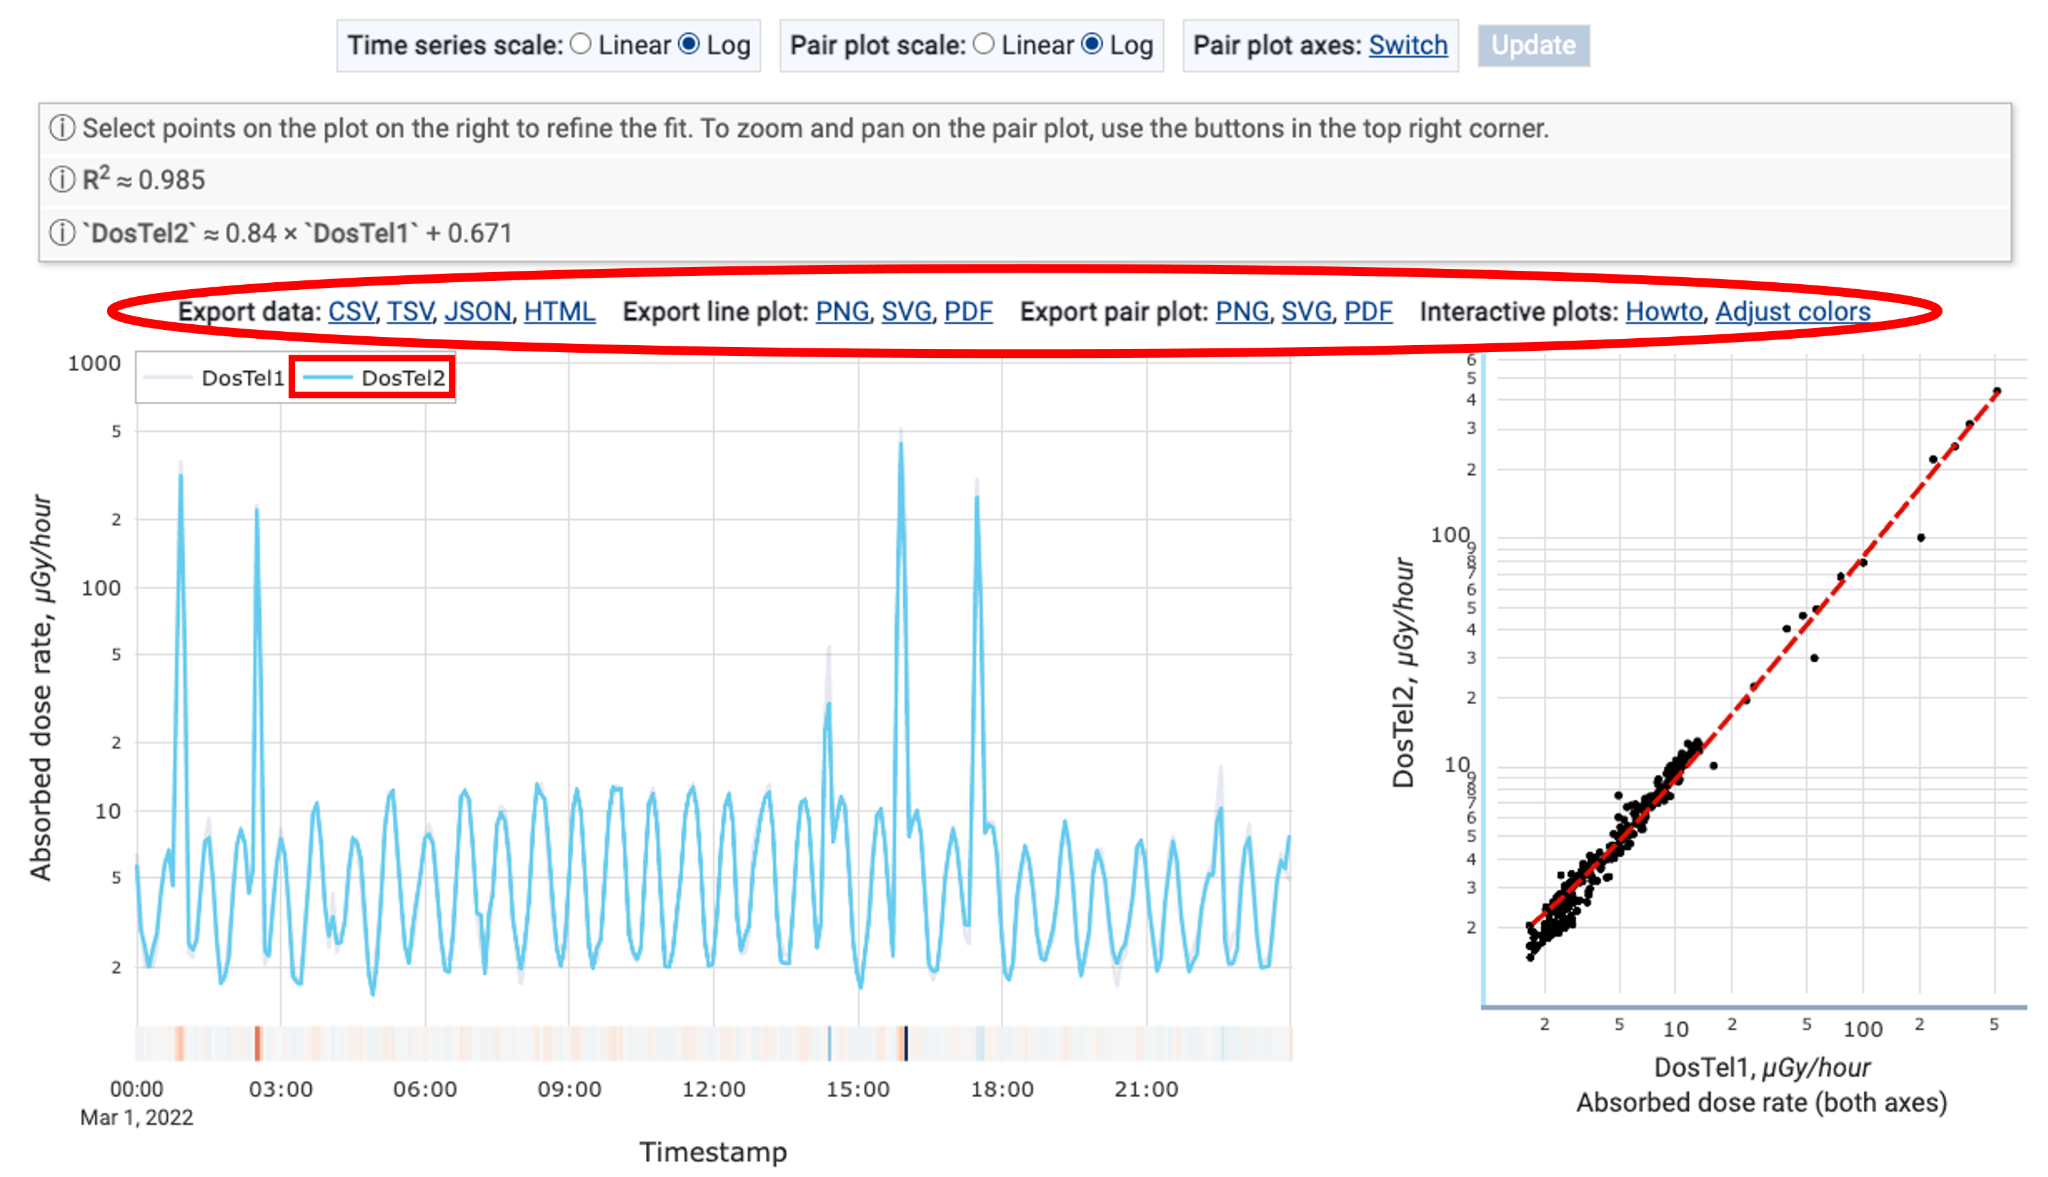 Time series scale: Linear Log Pair plot scale: Linear Log Pair plot axes: Switch Update
ⓘ Select points on the plot on the right to refine the fit. To zoom and pan on the pair plot, use the buttons in the top right corner.
ⓘ R² ≈ 0.985
ⓘ `DosTel2` ≈ 0.84 × `DosTel1` + 0.671
Export data: CSV, TSV, JSON, HTML Export line plot: PNG, SVG, PDF Export pair plot: PNG, SVG, PDF Interactive plots: Howto, Adjust colors
DosTel1 DosTel2
1000
5
2
100
5
2
10
5
2
Absorbed dose rate, μGy/hour
00:00 03:00 06:00 09:00 12:00 15:00 18:00 21:00
Mar 1, 2022
Timestamp
6
5
4
3
2
100
9
8
7
6
5
4
3
2
10
9
8
7
6
5
4
3
2
DosTel2, μGy/hour
2 5 10 2 5 100 2 5
DosTel1, μGy/hour
Absorbed dose rate (both axes)